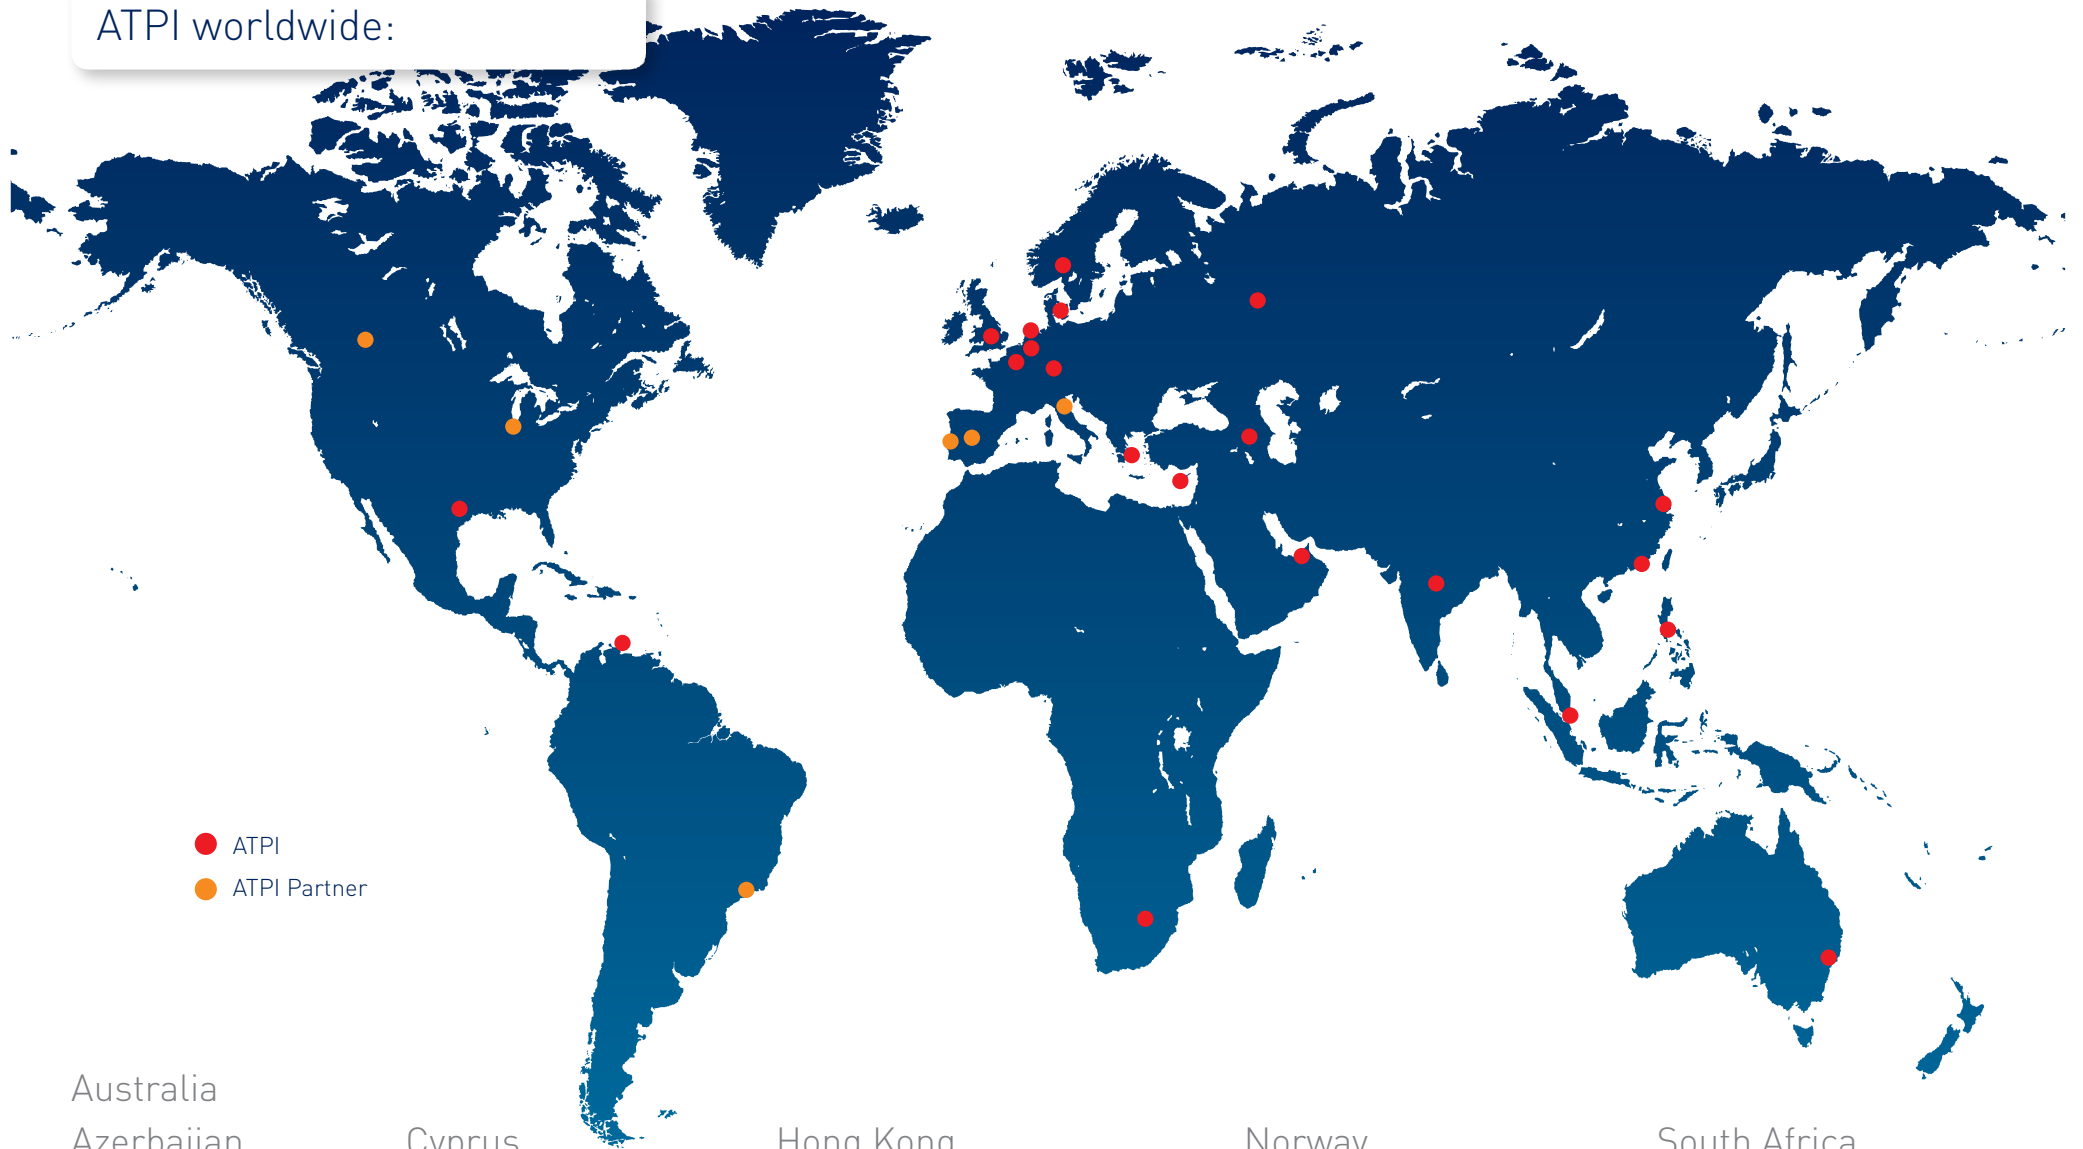 ATPI worldwide:
ATPI
ATPI Partner
Australia
Azerbaijan Cyprus Hong Kong Norway South Africa